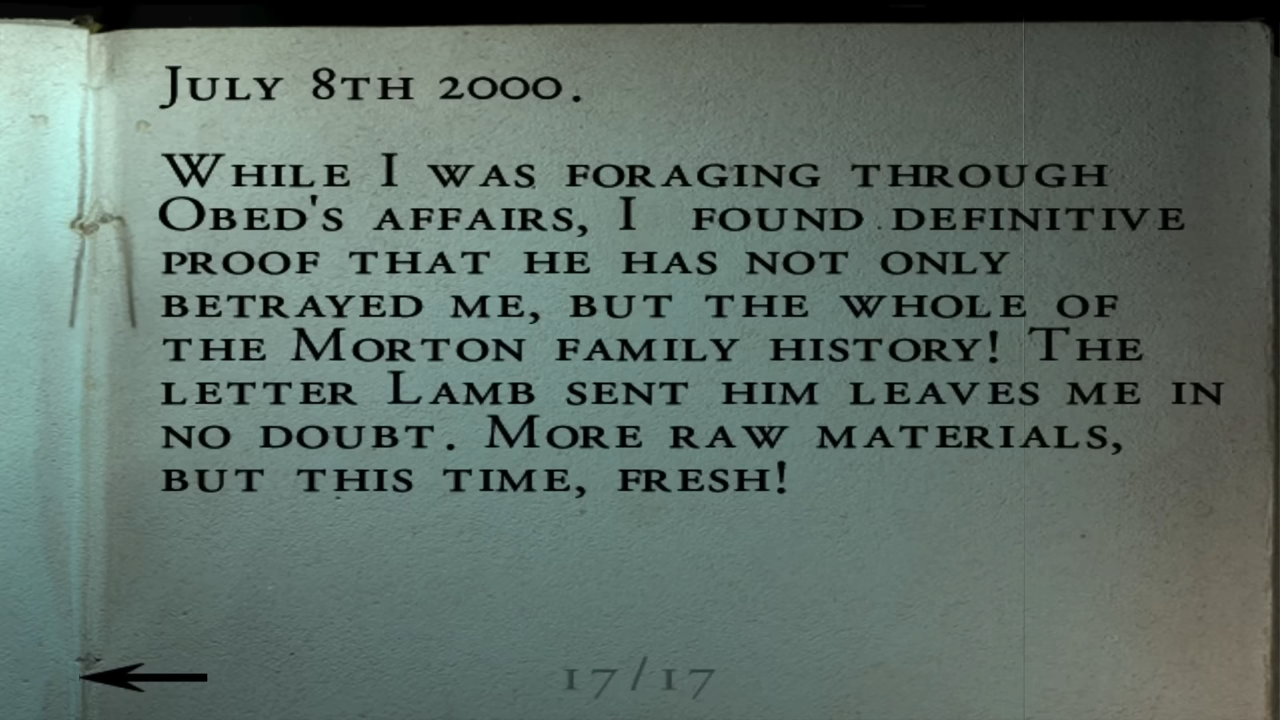 July 8th 2000.
While I was foraging through
Obed's affairs, I found definitive
proof that he has not only
betrayed me, but the whole of
the Morton family history! The
letter Lamb sent him leaves me in
no doubt. More raw materials,
but this time, fresh!
17/17